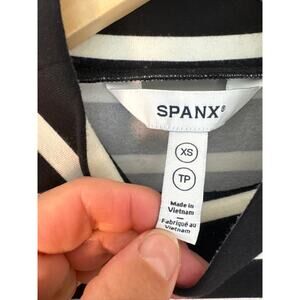 SPANX®
XS
TP
Made in
Vietnam
Fabriqué au
Vietnam